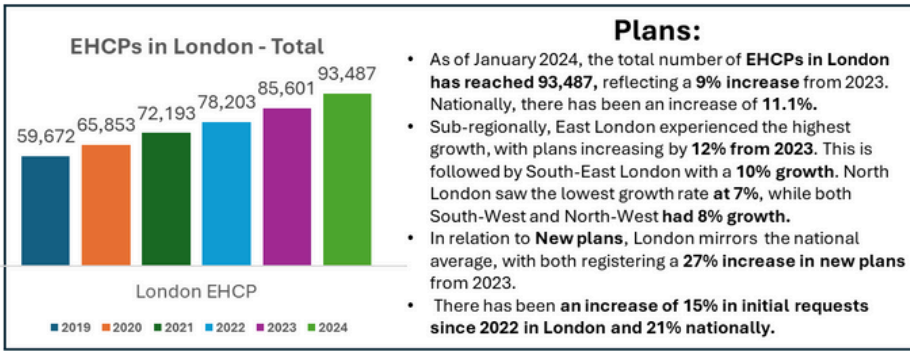 EHCPs in London - Total
59,672
65,853
72,193
78,203
85,601
93,487
London EHCP
2019 2020 2021 2022 2023 2024
Plans:
• As of January 2024, the total number of EHCPs in London
has reached 93,487, reflecting a 9% increase from 2023.
Nationally, there has been an increase of 11.1%.
• Sub-regionally, East London experienced the highest
growth, with plans increasing by 12% from 2023. This is
followed by South-East London with a 10% growth. North
London saw the lowest growth rate at 7%, while both
South-West and North-West had 8% growth.
• In relation to New plans, London mirrors the national
average, with both registering a 27% increase in new plans
from 2023.
• There has been an increase of 15% in initial requests
since 2022 in London and 21% nationally.